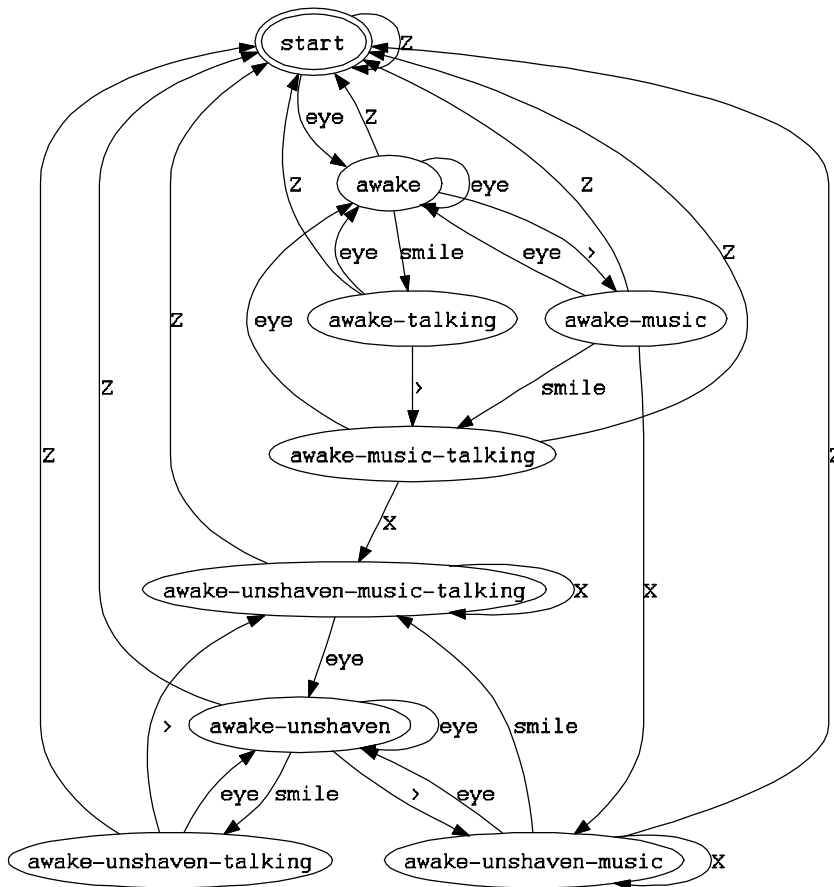 start
Z
eye
Z
awake
eye
Z
Z
eye
smile
eye
>
Z
eye
awake-talking
awake-music
Z
>
smile
Z
awake-music-talking
Z
X
awake-unshaven-music-talking
X
X
eye
>
awake-unshaven
eye
smile
eye
smile
>
eye
awake-unshaven-talking
awake-unshaven-music
X
Z